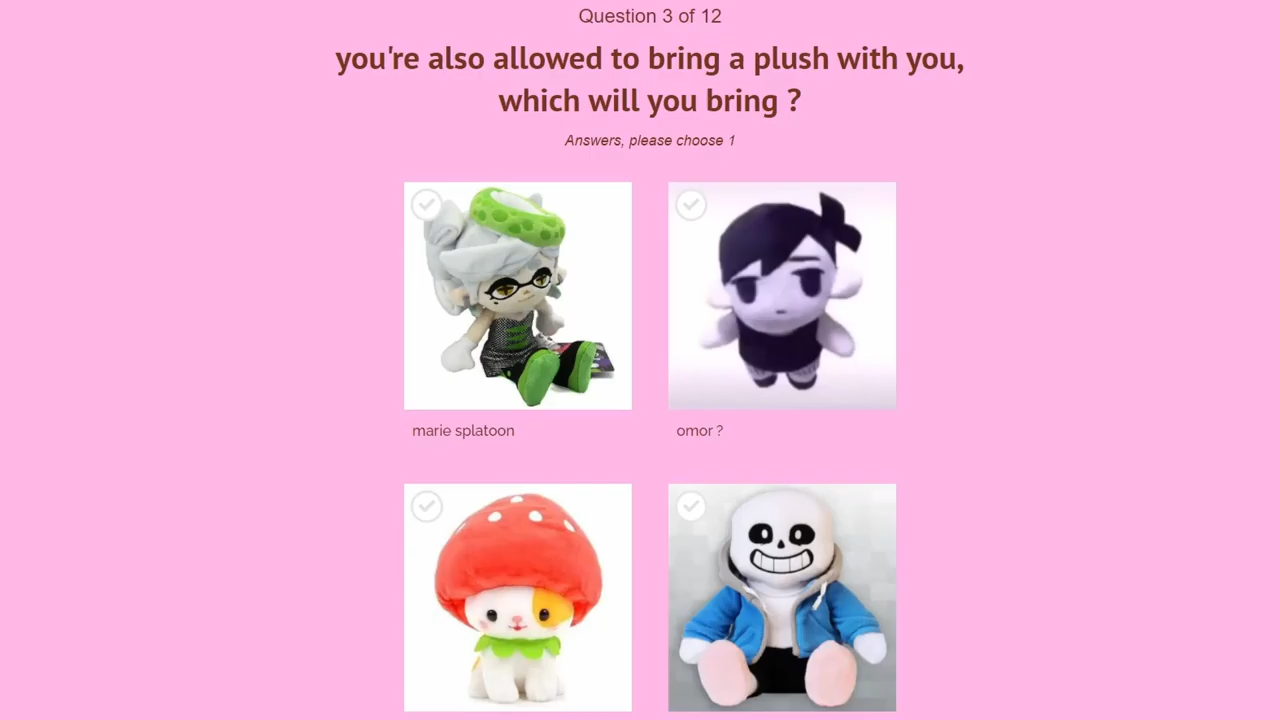 Question 3 of 12
you're also allowed to bring a plush with you,
which will you bring ?
Answers, please choose 1
marie splatoon
omor ?